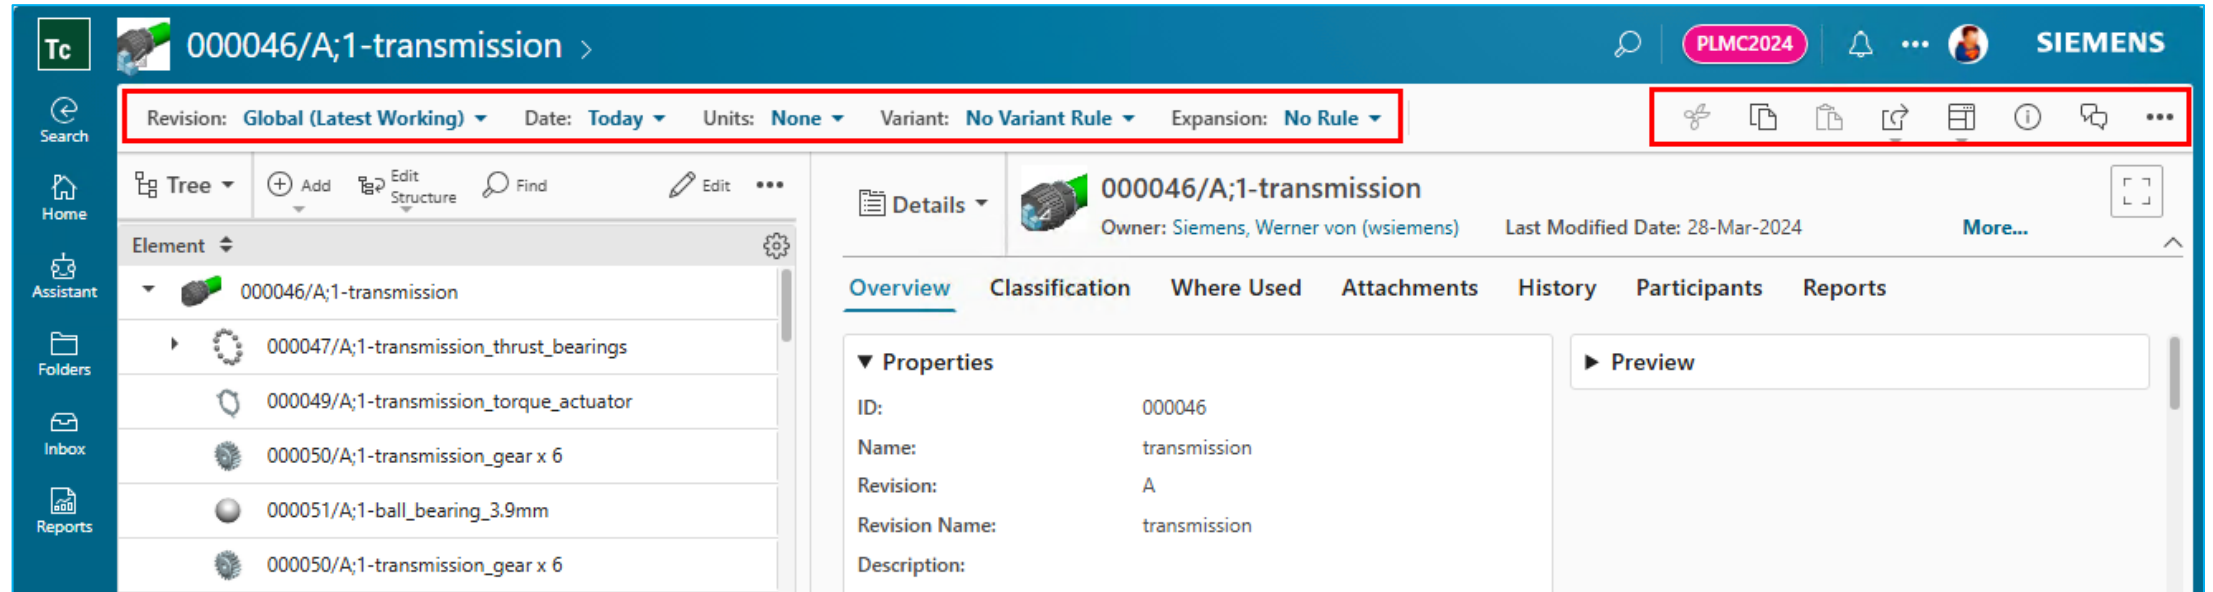 Tc
000046/A;1-transmission >
PLMC2024
SIEMENS
Search
Home
Assistant
Folders
Inbox
Reports
Revision: Global (Latest Working) Date: Today Units: None Variant: No Variant Rule Expansion: No Rule
Tree Add Edit Structure Find Edit
Element
000046/A;1-transmission
000047/A;1-transmission_thrust_bearings
000049/A;1-transmission_torque_actuator
000050/A;1-transmission_gear x 6
000051/A;1-ball_bearing_3.9mm
000050/A;1-transmission_gear x 6
Details
000046/A;1-transmission
Owner: Siemens, Werner von (wsiemens) Last Modified Date: 28-Mar-2024 More...
Overview Classification Where Used Attachments History Participants Reports
Properties
ID: 000046
Name: transmission
Revision: A
Revision Name: transmission
Description:
Preview